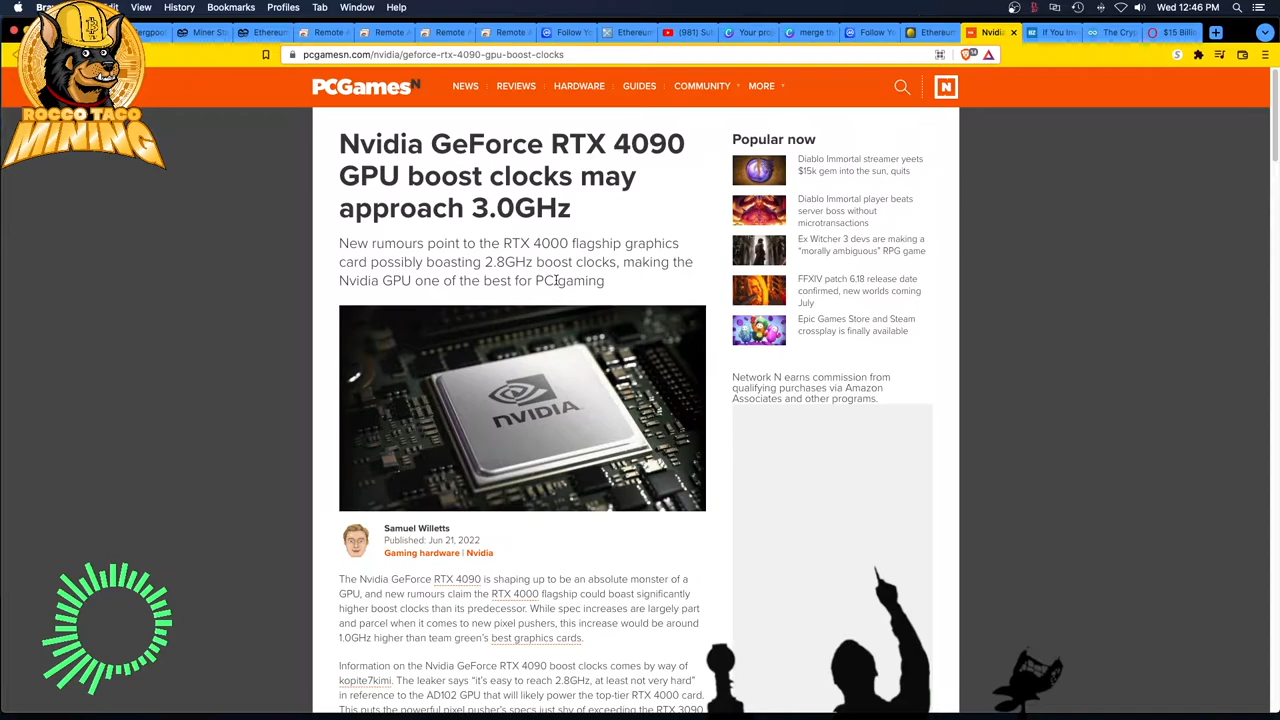 View
History
Bookmarks
Profiles
Tab
Window
Help
Wed 12:46 PM
Miner St
Remote
Remote A
Remote A
Remote A
Follow Yo
Ethereum
(981) Su
Your pro
merge th
Follow Yo
Ethereum
Nvidia
If You Inv
The Cryp
$15 Billio
pcgamesn.com/nvidia/geforce-rtx-4090-gpu-boost-clocks
ROCCO TACO
MINING
PCGamesN
NEWS
REVIEWS
HARDWARE
GUIDES
COMMUNITY
MORE
N
Nvidia GeForce RTX 4090
GPU boost clocks may
approach 3.0GHz
New rumours point to the RTX 4000 flagship graphics
card possibly boasting 2.8GHz boost clocks, making the
Nvidia GPU one of the best for PC gaming
NVIDIA
Samuel Willetts
Published: Jun 21, 2022
Gaming hardware | Nvidia
The Nvidia GeForce RTX 4090 is shaping up to be an absolute monster of a
GPU, and new rumours claim the RTX 4000 flagship could boast significantly
higher boost clocks than its predecessor. While spec increases are largely part
and parcel when it comes to new pixel pushers, this increase would be around
1.0GHz higher than team green's best graphics cards.
Information on the Nvidia GeForce RTX 4090 boost clocks comes by way of
kopite7kimi. The leaker says "it's easy to reach 2.8GHz, at least not very hard"
in reference to the AD102 GPU that will likely power the top-tier RTX 4000 card.
This puts the powerful pixel pusher's specs just shy of exceeding the RTX 3090
Popular now
Diablo Immortal streamer yeets
$15k gem into the sun, quits
Diablo Immortal player beats
server boss without
microtransactions
Ex Witcher 3 devs are making a
"morally ambiguous" RPG game
FFXIV patch 6.18 release date
confirmed, new worlds coming
July
Epic Games Store and Steam
crossplay is finally available
Network N earns commission from
qualifying purchases via Amazon
Associates and other programs.